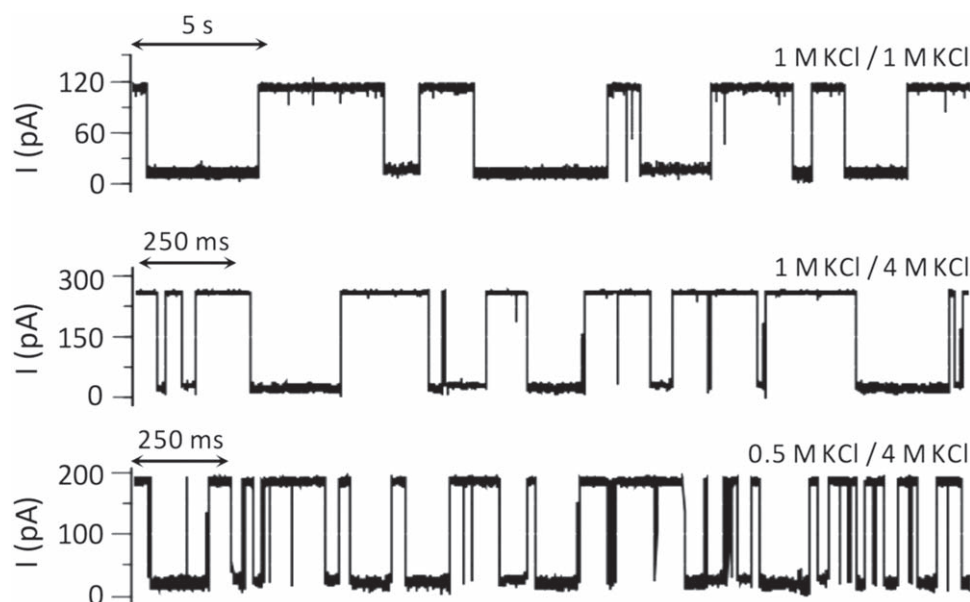 5 s
1 M KCl / 1 M KCl
120
60
0
I (pA)
250 ms
1 M KCl / 4 M KCl
300
150
0
I (pA)
250 ms
0.5 M KCl / 4 M KCl
200
100
0
I (pA)